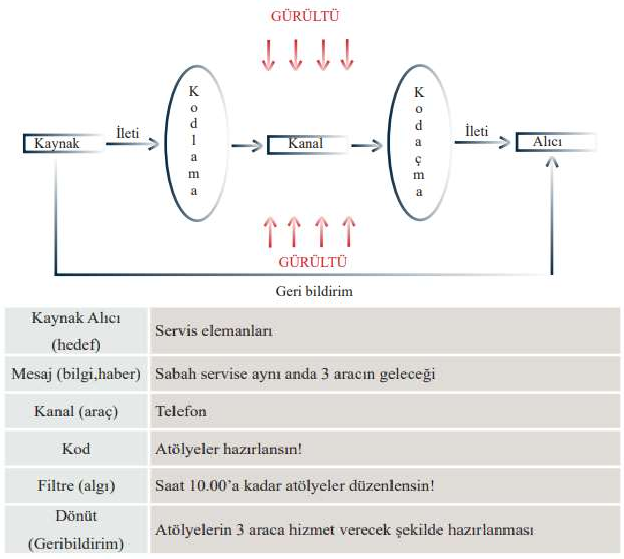 GÜRÜLTÜ
Kaynak
İleti
Kodlama
Kanal
Kodaçma
İleti
Alıcı
GÜRÜLTÜ
Geri bildirim
Kaynak Alıcı
(hedef)
Servis elemanları
Mesaj (bilgi,haber)
Sabah servise aynı anda 3 aracın geleceği
Kanal (araç)
Telefon
Kod
Atölyeler hazırlansın!
Filtre (algı)
Saat 10.00’a kadar atölyeler düzenlensin!
Dönüt
(Geribildirim)
Atölyelerin 3 araca hizmet verecek şekilde hazırlanması